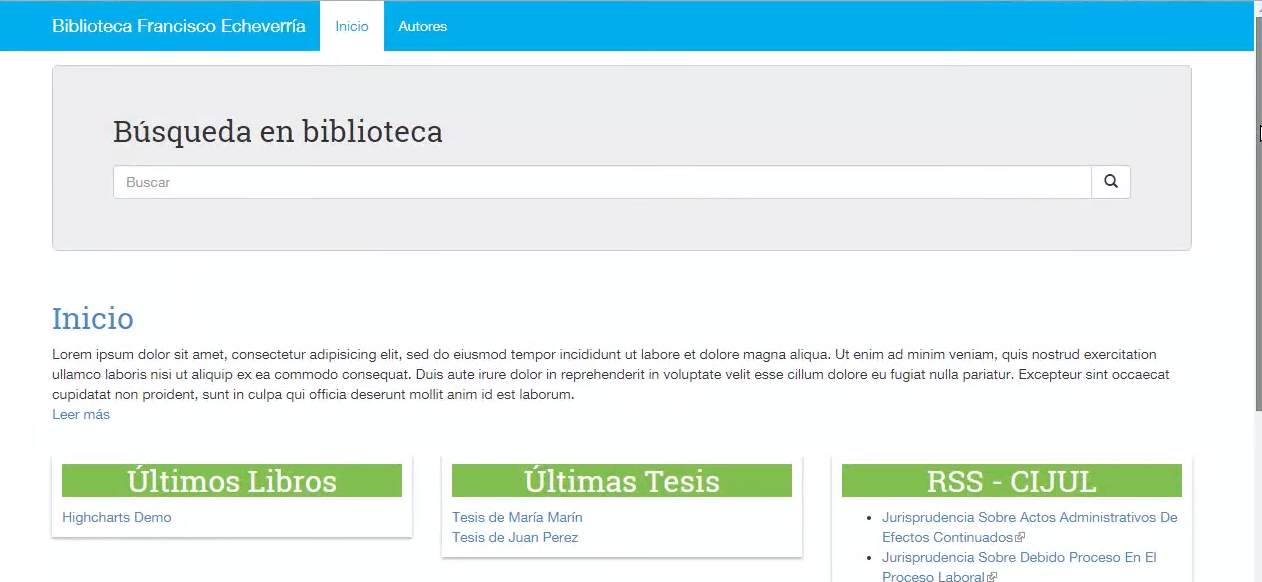 Biblioteca Francisco Echeverría Inicio Autores
Búsqueda en biblioteca
Buscar
Inicio
Lorem ipsum dolor sit amet, consectetur adipisicing elit, sed do eiusmod tempor incididunt ut labore et dolore magna aliqua. Ut enim ad minim veniam, quis nostrud exercitation
ullamco laboris nisi ut aliquip ex ea commodo consequat. Duis aute irure dolor in reprehenderit in voluptate velit esse cillum dolore eu fugiat nulla pariatur. Excepteur sint occaecat
cupidatat non proident, sunt in culpa qui officia deserunt mollit anim id est laborum.
Leer más
Últimos Libros
Highcharts Demo
Últimas Tesis
Tesis de María Marín
Tesis de Juan Perez
RSS - CIJUL
• Jurisprudencia Sobre Actos Administrativos De
Efectos Continuados
• Jurisprudencia Sobre Debido Proceso En El
Proceso Laboral